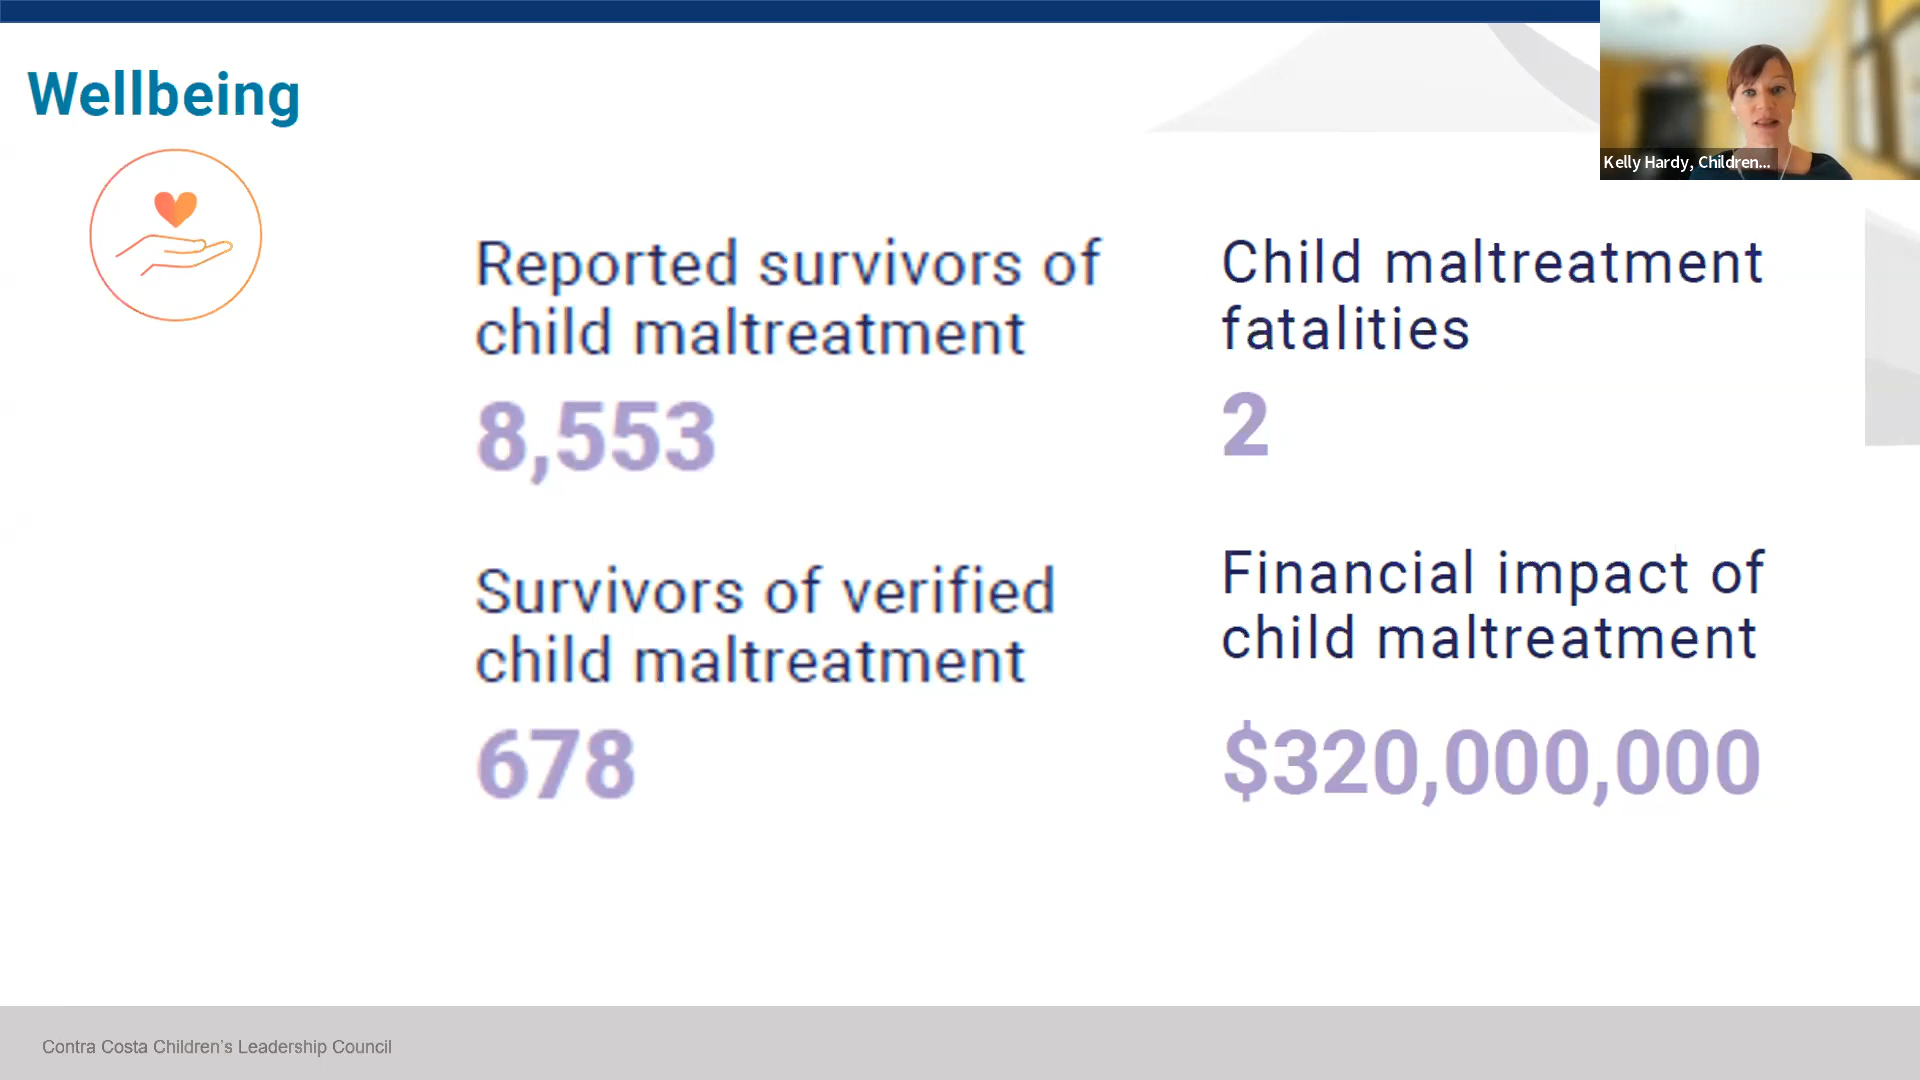 Wellbeing
Kelly Hardy, Children...
Reported survivors of
child maltreatment
8,553
Child maltreatment
fatalities
2
Survivors of verified
child maltreatment
678
Financial impact of
child maltreatment
$320,000,000
Contra Costa Children's Leadership Council